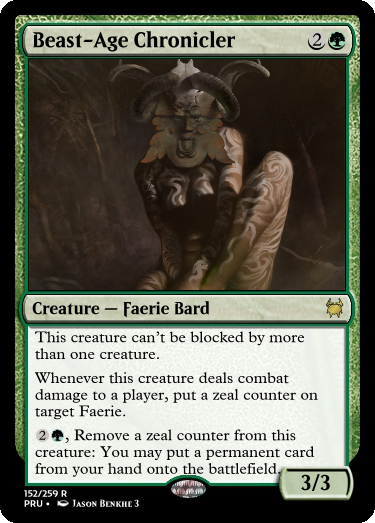 Beast-Age Chronicler 2
Creature — Faerie Bard
This creature can't be blocked by more
than one creature.
Whenever this creature deals combat
damage to a player, put a zeal counter on
target Faerie.
2, Remove a zeal counter from this
creature: You may put a permanent card
from your hand onto the battlefield.
3/3
152/259 R
PRU • Jason Benkhe 3